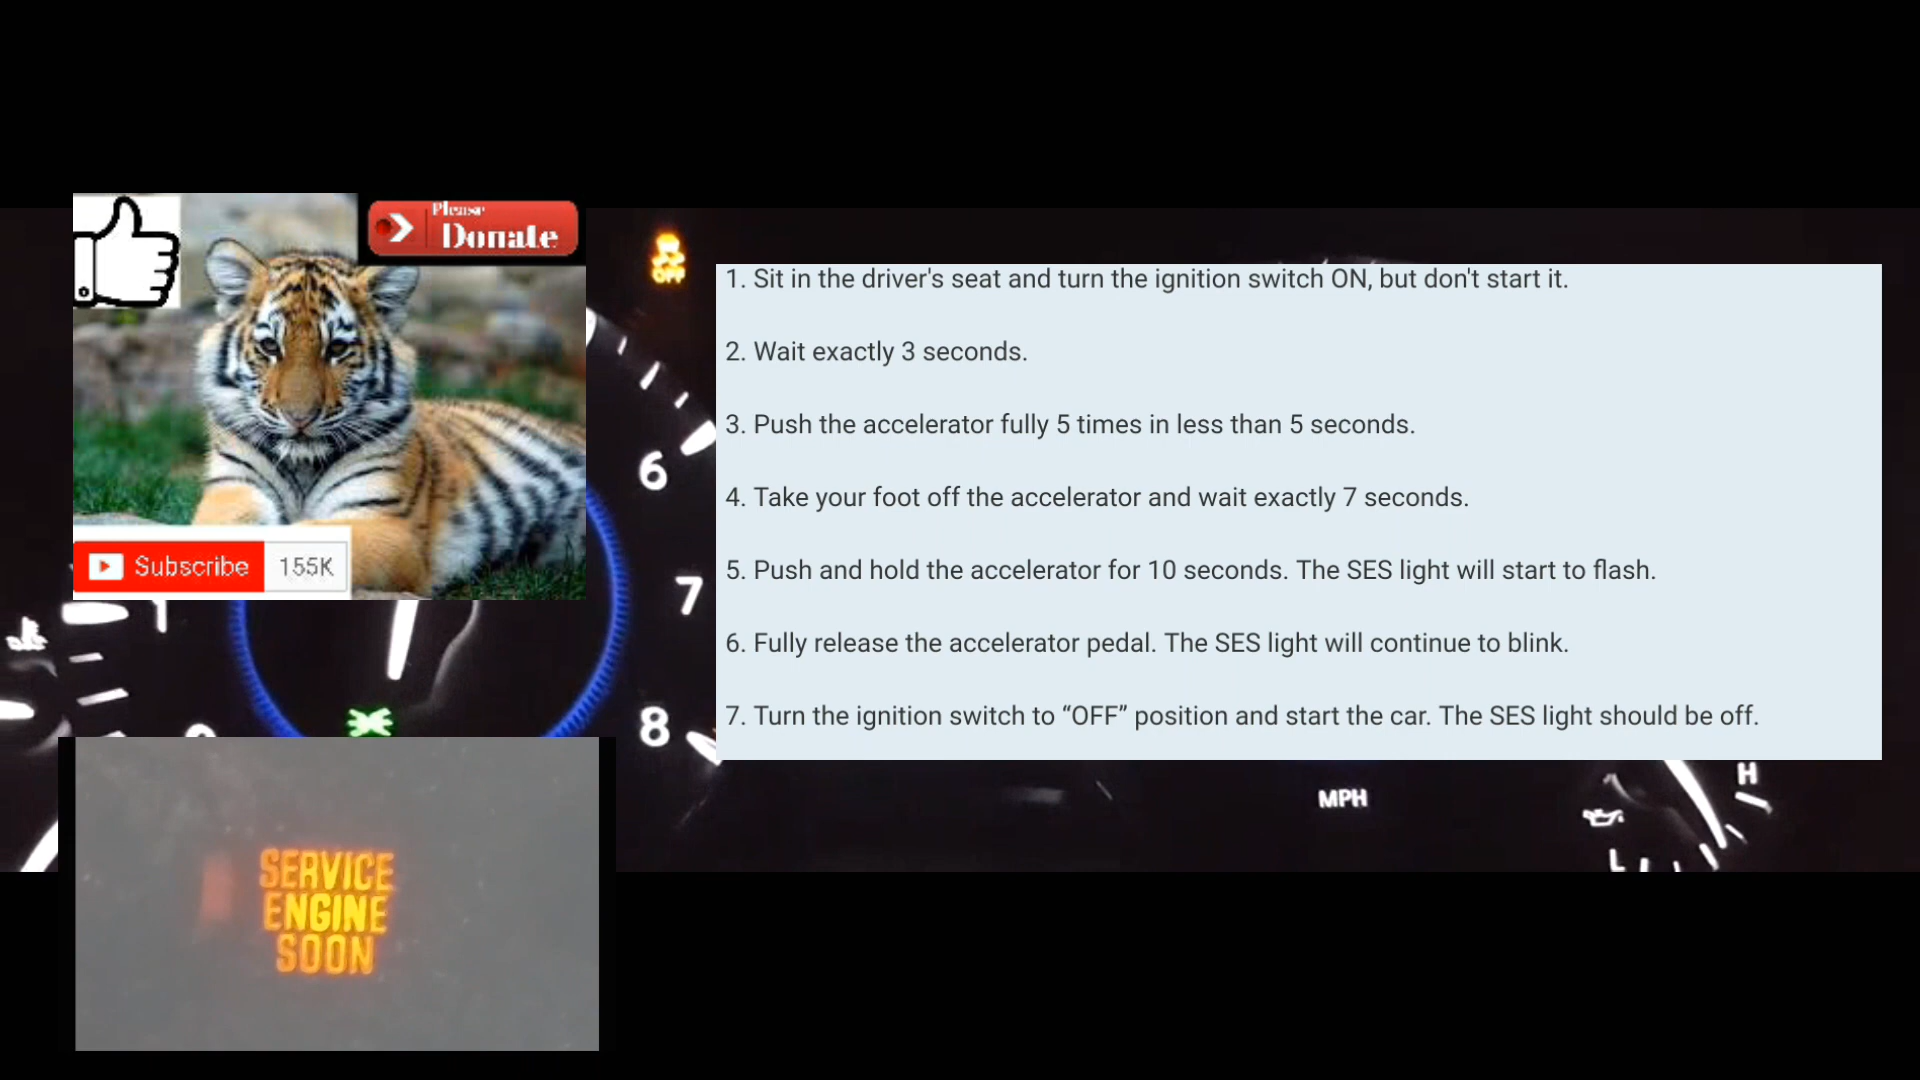 Please
Donate
OFF
1. Sit in the driver's seat and turn the ignition switch ON, but don't start it.
2. Wait exactly 3 seconds.
3. Push the accelerator fully 5 times in less than 5 seconds.
6
4. Take your foot off the accelerator and wait exactly 7 seconds.
Subscribe 155K
5. Push and hold the accelerator for 10 seconds. The SES light will start to flash.
7
6. Fully release the accelerator pedal. The SES light will continue to blink.
8
7. Turn the ignition switch to “OFF” position and start the car. The SES light should be off.
H
MPH
L
SERVICE
ENGINE
SOON